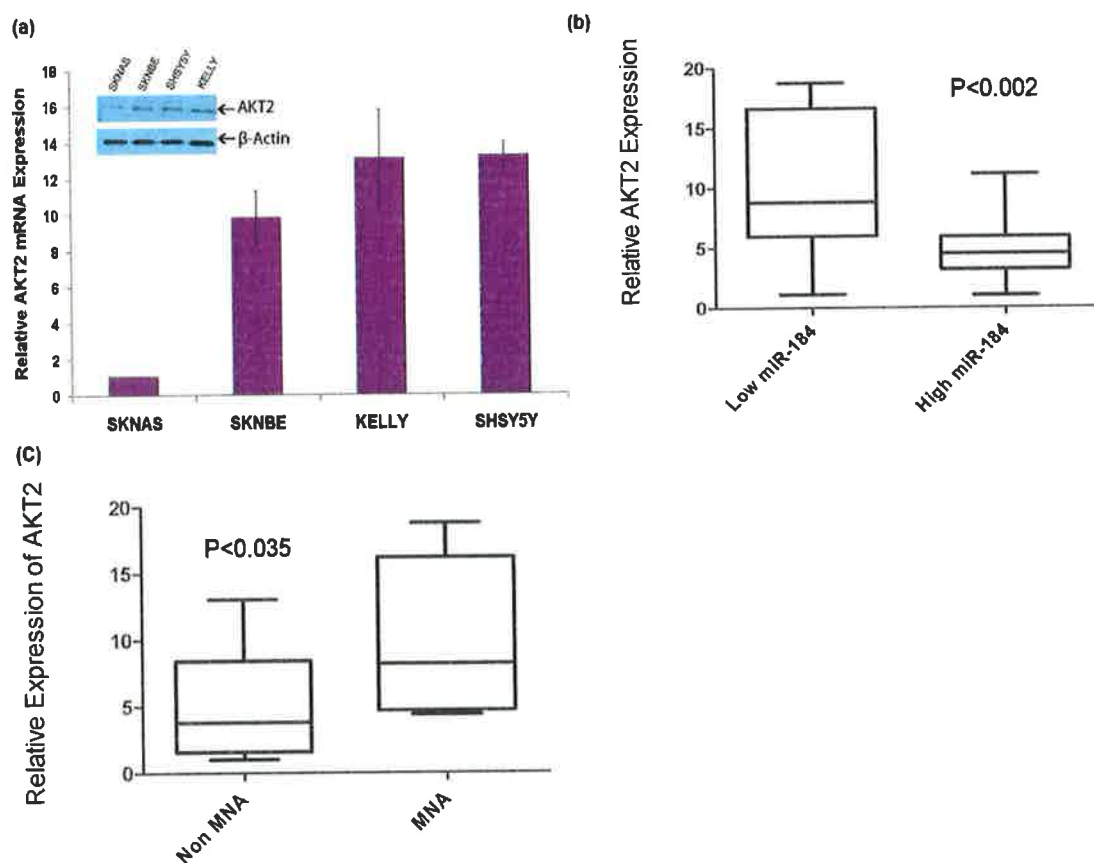 (a)
SKNAS
SKNBE
SHSY5Y
KELLY
AKT2
β-Actin
Relative AKT2 mRNA Expression
18
16
14
12
10
8
6
4
2
0
SKNAS
SKNBE
KELLY
SHSY5Y
(b)
P<0.002
Relative AKT2 Expression
20
15
10
5
0
Low miR-184
High miR-184
(C)
P<0.035
Relative Expression of AKT2
20
15
10
5
0
Non MNA
MNA